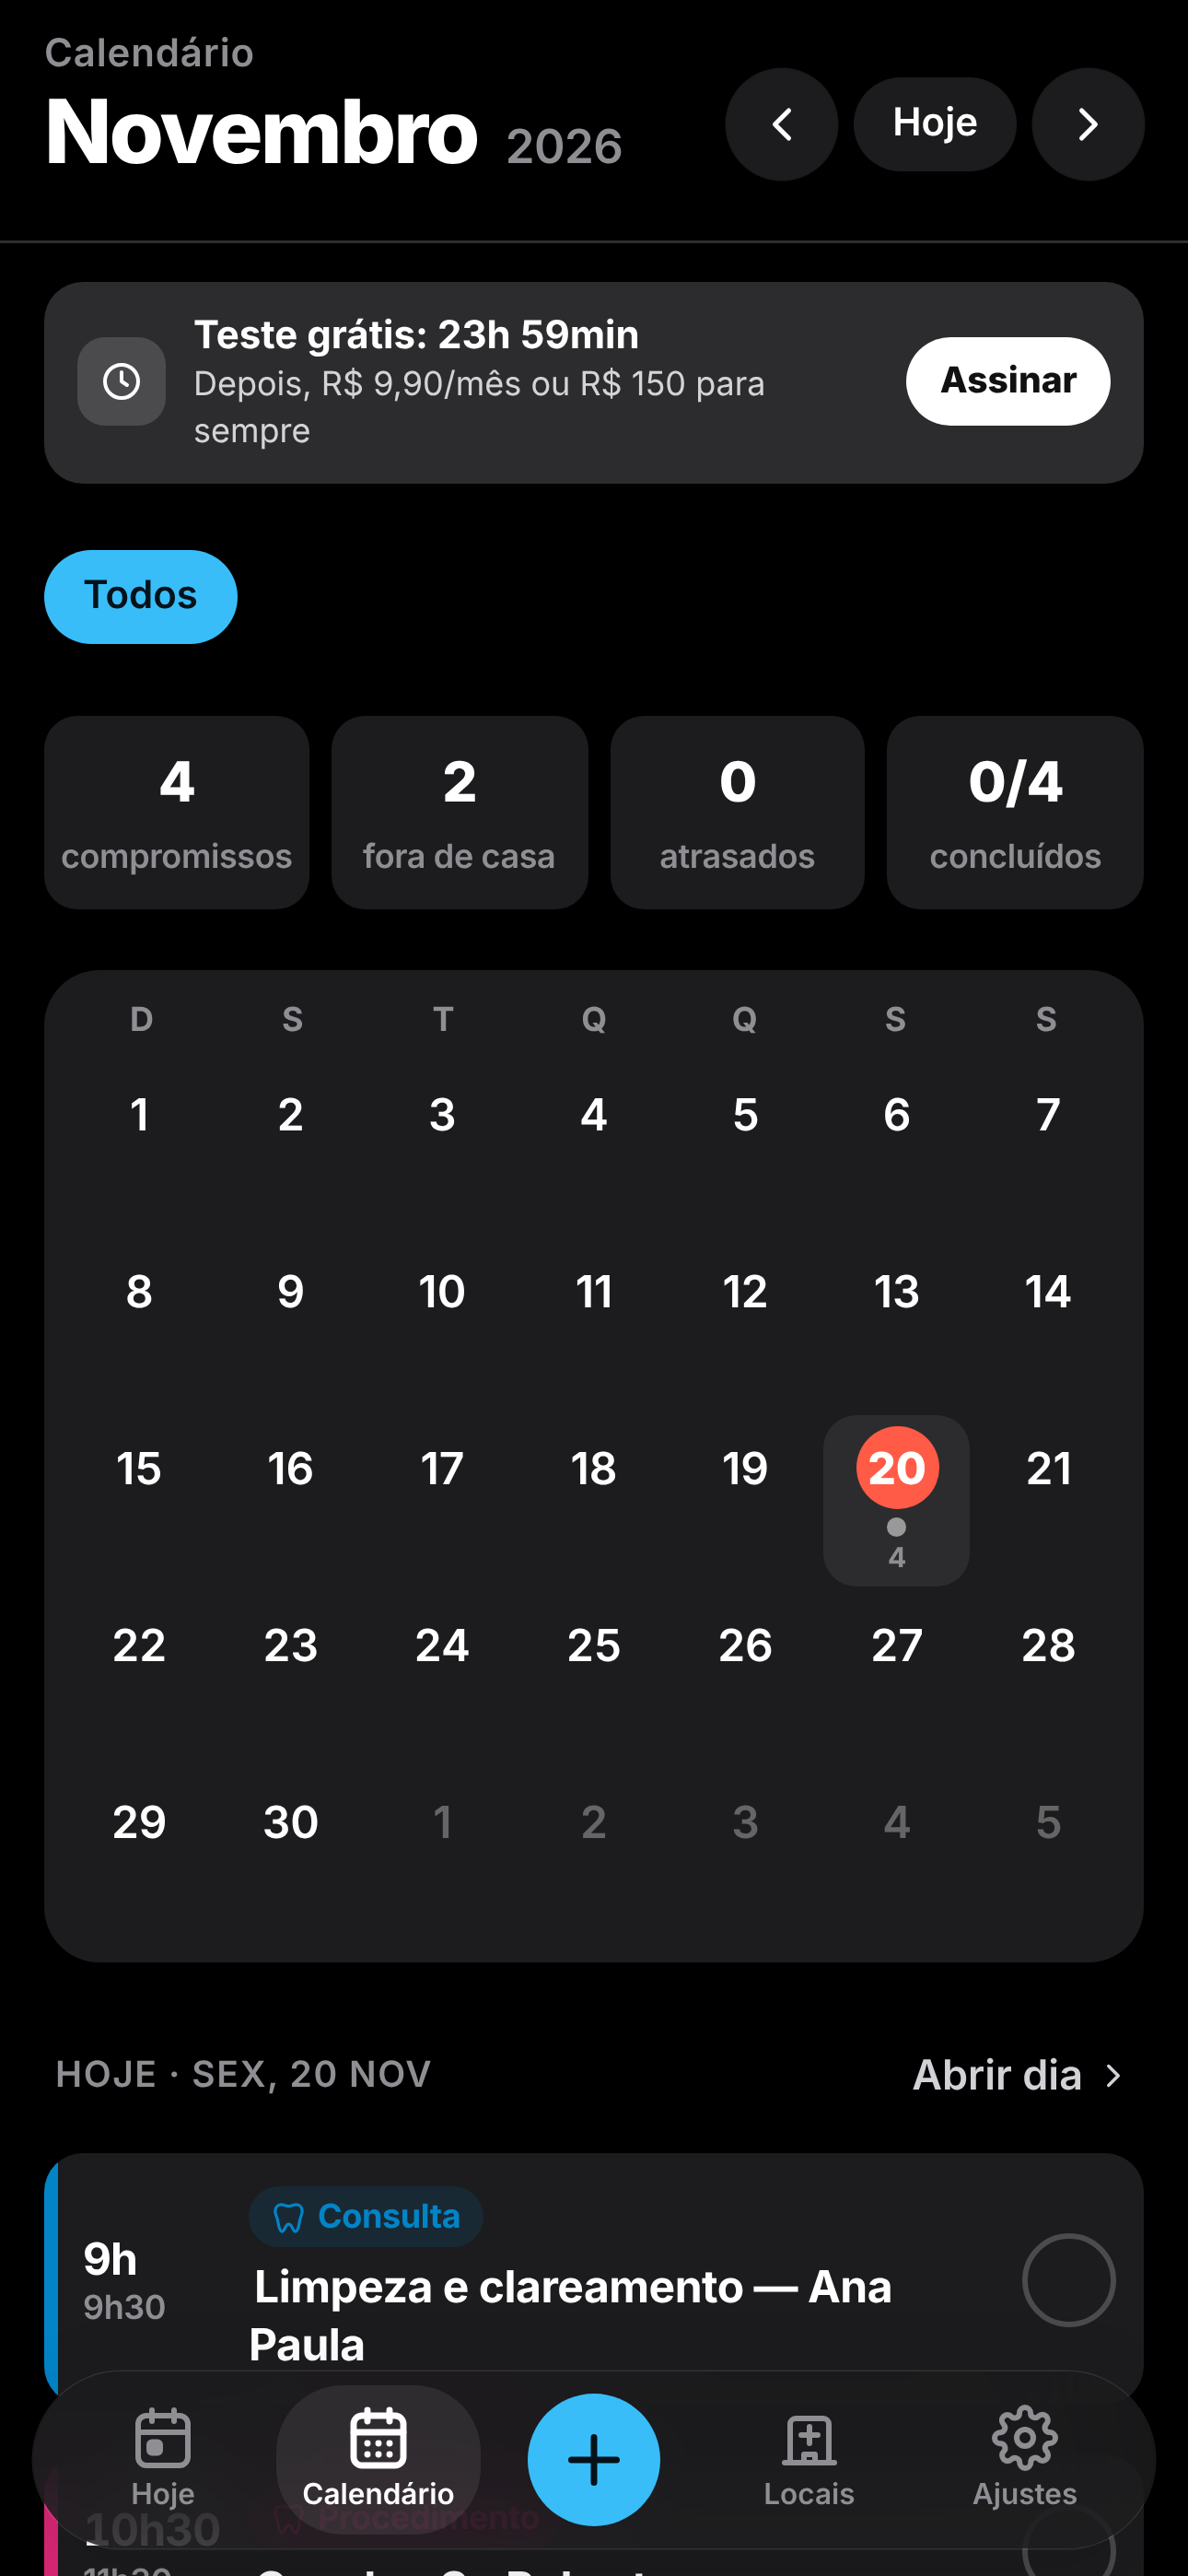 Calendário
Novembro 2026
Hoje
Teste grátis: 23h 59min
Depois, R$ 9,90/mês ou R$ 150 para
sempre
Assinar
Todos
4
compromissos
2
fora de casa
0
atrasados
0/4
concluídos
D S T Q Q S S
1 2 3 4 5 6 7
8 9 10 11 12 13 14
15 16 17 18 19 20 21
4
22 23 24 25 26 27 28
29 30 1 2 3 4 5
HOJE · SEX, 20 NOV
Abrir dia
Consulta
9h
9h30
Limpeza e clareamento — Ana
Paula
Hoje
Calendário
Locais
Ajustes
10h30
Procedimento